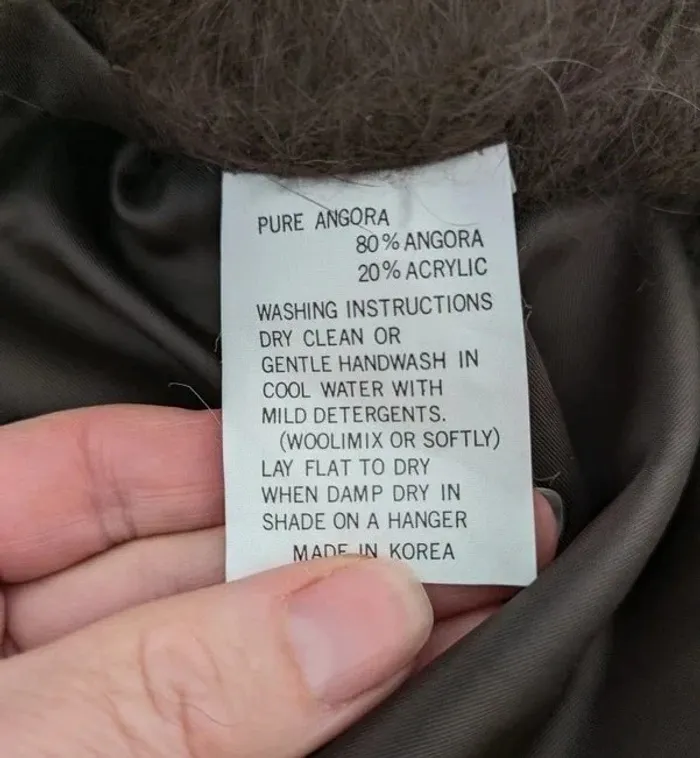 PURE ANGORA
80% ANGORA
20% ACRYLIC
WASHING INSTRUCTIONS
DRY CLEAN OR
GENTLE HANDWASH IN
COOL WATER WITH
MILD DETERGENTS.
(WOOLIMIX OR SOFTLY)
LAY FLAT TO DRY
WHEN DAMP DRY IN
SHADE ON A HANGER
MADE IN KOREA